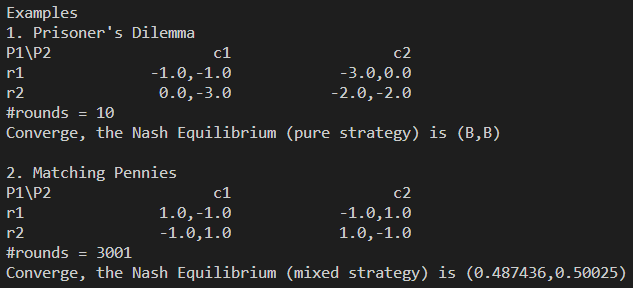 Examples
1. Prisoner's Dilemma
P1\P2 c1 c2
r1 -1.0,-1.0 -3.0,0.0
r2 0.0,-3.0 -2.0,-2.0
#rounds = 10
Converge, the Nash Equilibrium (pure strategy) is (B,B)
2. Matching Pennies
P1\P2 c1 c2
r1 1.0,-1.0 -1.0,1.0
r2 -1.0,1.0 1.0,-1.0
#rounds = 3001
Converge, the Nash Equilibrium (mixed strategy) is (0.487436,0.50025)